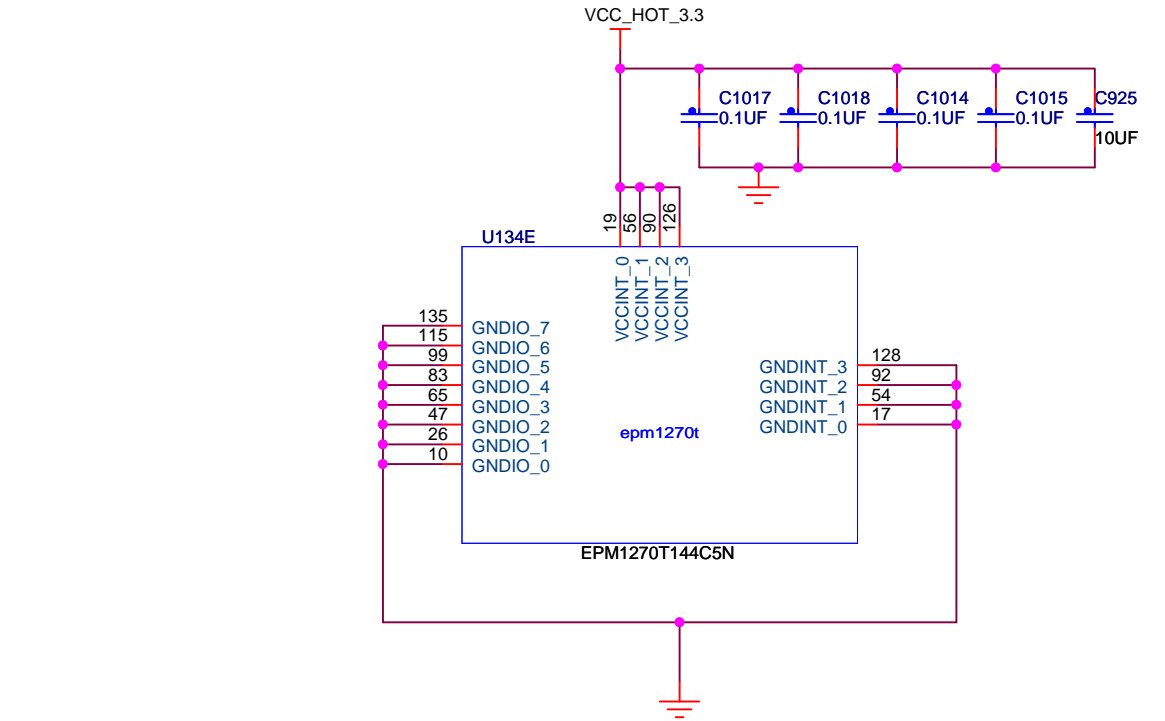 VCC_HOT_3.3
C1017
0.1UF
C1018
0.1UF
C1014
0.1UF
C1015
0.1UF
C925
10UF
19
56
90
126
U134E
VCCINT_0
VCCINT_1
VCCINT_2
VCCINT_3
135
GNDIO_7
115
GNDIO_6
99
GNDIO_5
83
GNDIO_4
65
GNDIO_3
47
GNDIO_2
26
GNDIO_1
10
GNDIO_0
GNDINT_3
128
GNDINT_2
92
GNDINT_1
54
GNDINT_0
17
epm1270t
EPM1270T144C5N